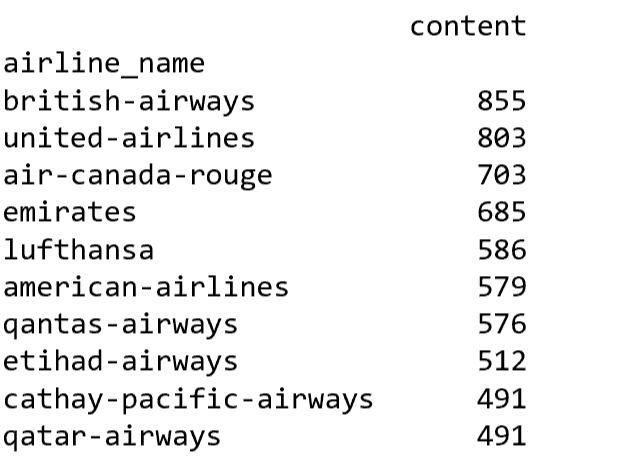 content
airline_name
british-airways 855
united-airlines 803
air-canada-rouge 703
emirates 685
lufthansa 586
american-airlines 579
qantas-airways 576
etihad-airways 512
cathay-pacific-airways 491
qatar-airways 491